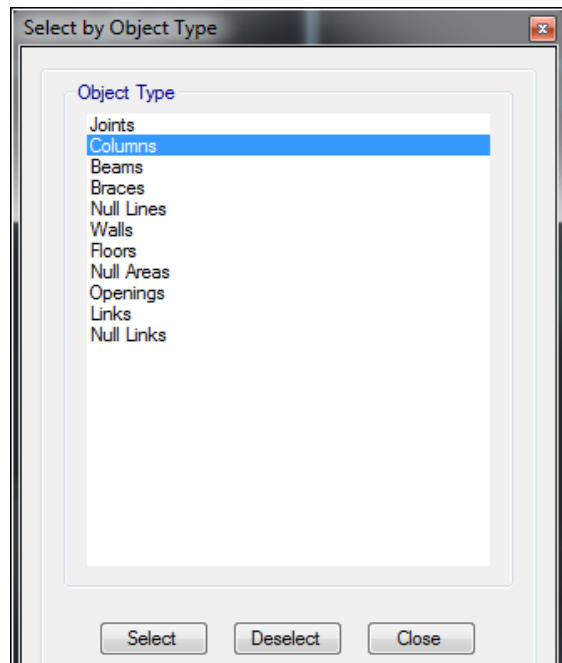 Select by Object Type
Object Type
Joints
Columns
Beams
Braces
Null Lines
Walls
Floors
Null Areas
Openings
Links
Null Links
Select Deselect Close